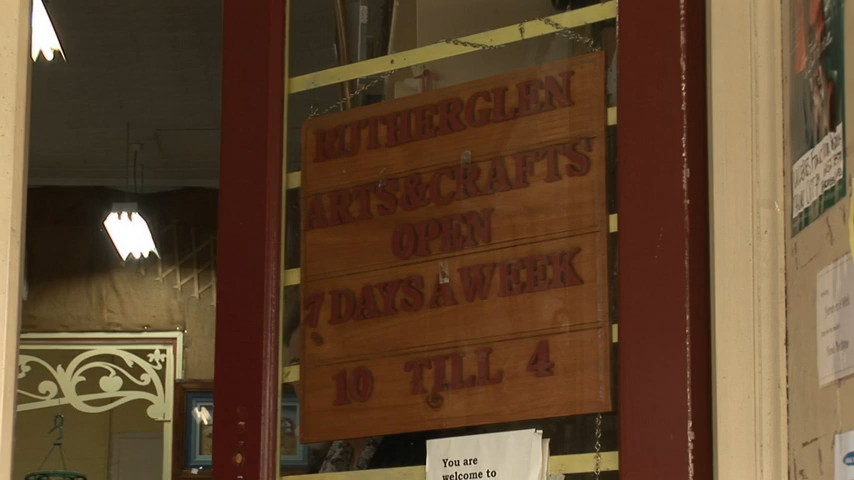 RUTHERGLEN
ARTS&CRAFTS
OPEN
7 DAYS A WEEK
10 TILL 4
You are
welcome to